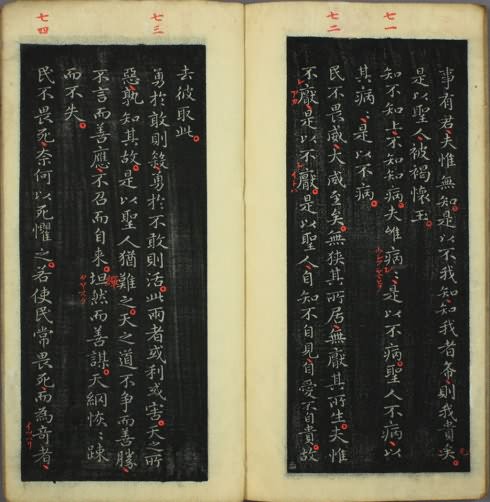 七一
七二
事有君夫惟無知是以不我知知我者希則我貴矣
是以聖人被褐懷玉
知不知上不知知病夫惟病〻是以不病聖人不病以
其病〻是以不病
民不畏威大威至矣無狹其所居無厭其所生夫惟
不厭是以不厭是以聖人自知不自見自愛不自貴故
七三
七四
去彼取此
勇於敢則殺勇於不敢則活此兩者或利或害天之所
惡孰知其故是以聖人猶難之天之道不爭而善勝
不言而善應不召而自來坦然而善謀天網恢〻疎
而不失
民不畏死奈何以死懼之若使民常畏死而為奇者